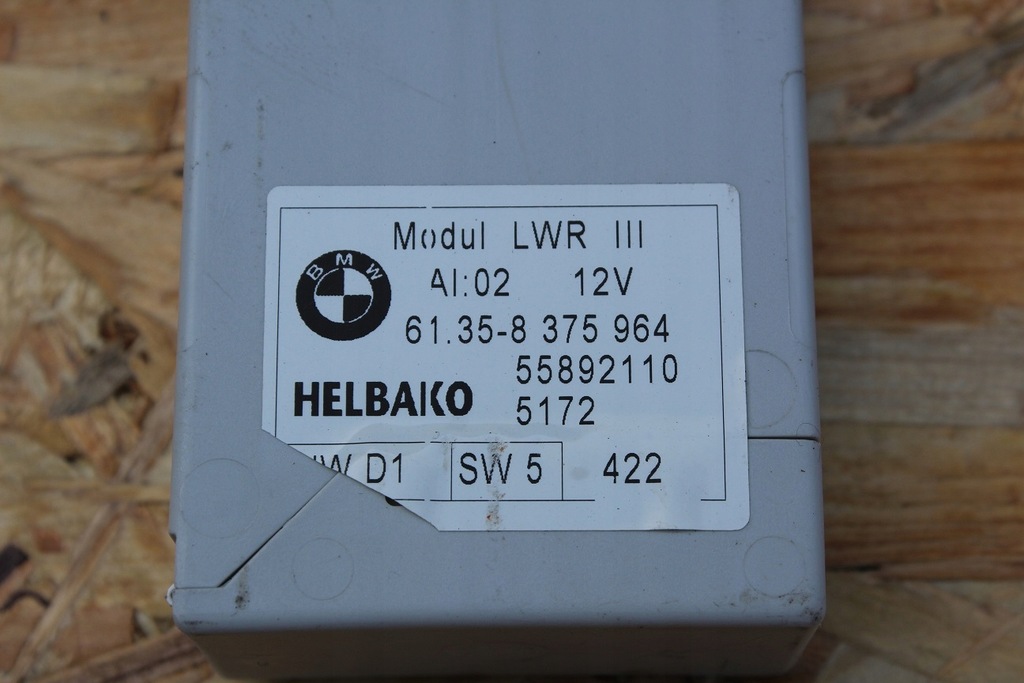 Modul LWR III
BMW
AI:02 12V
61.35-8 375 964
55892110
HELBAKO
5172
D1 SW 5 422